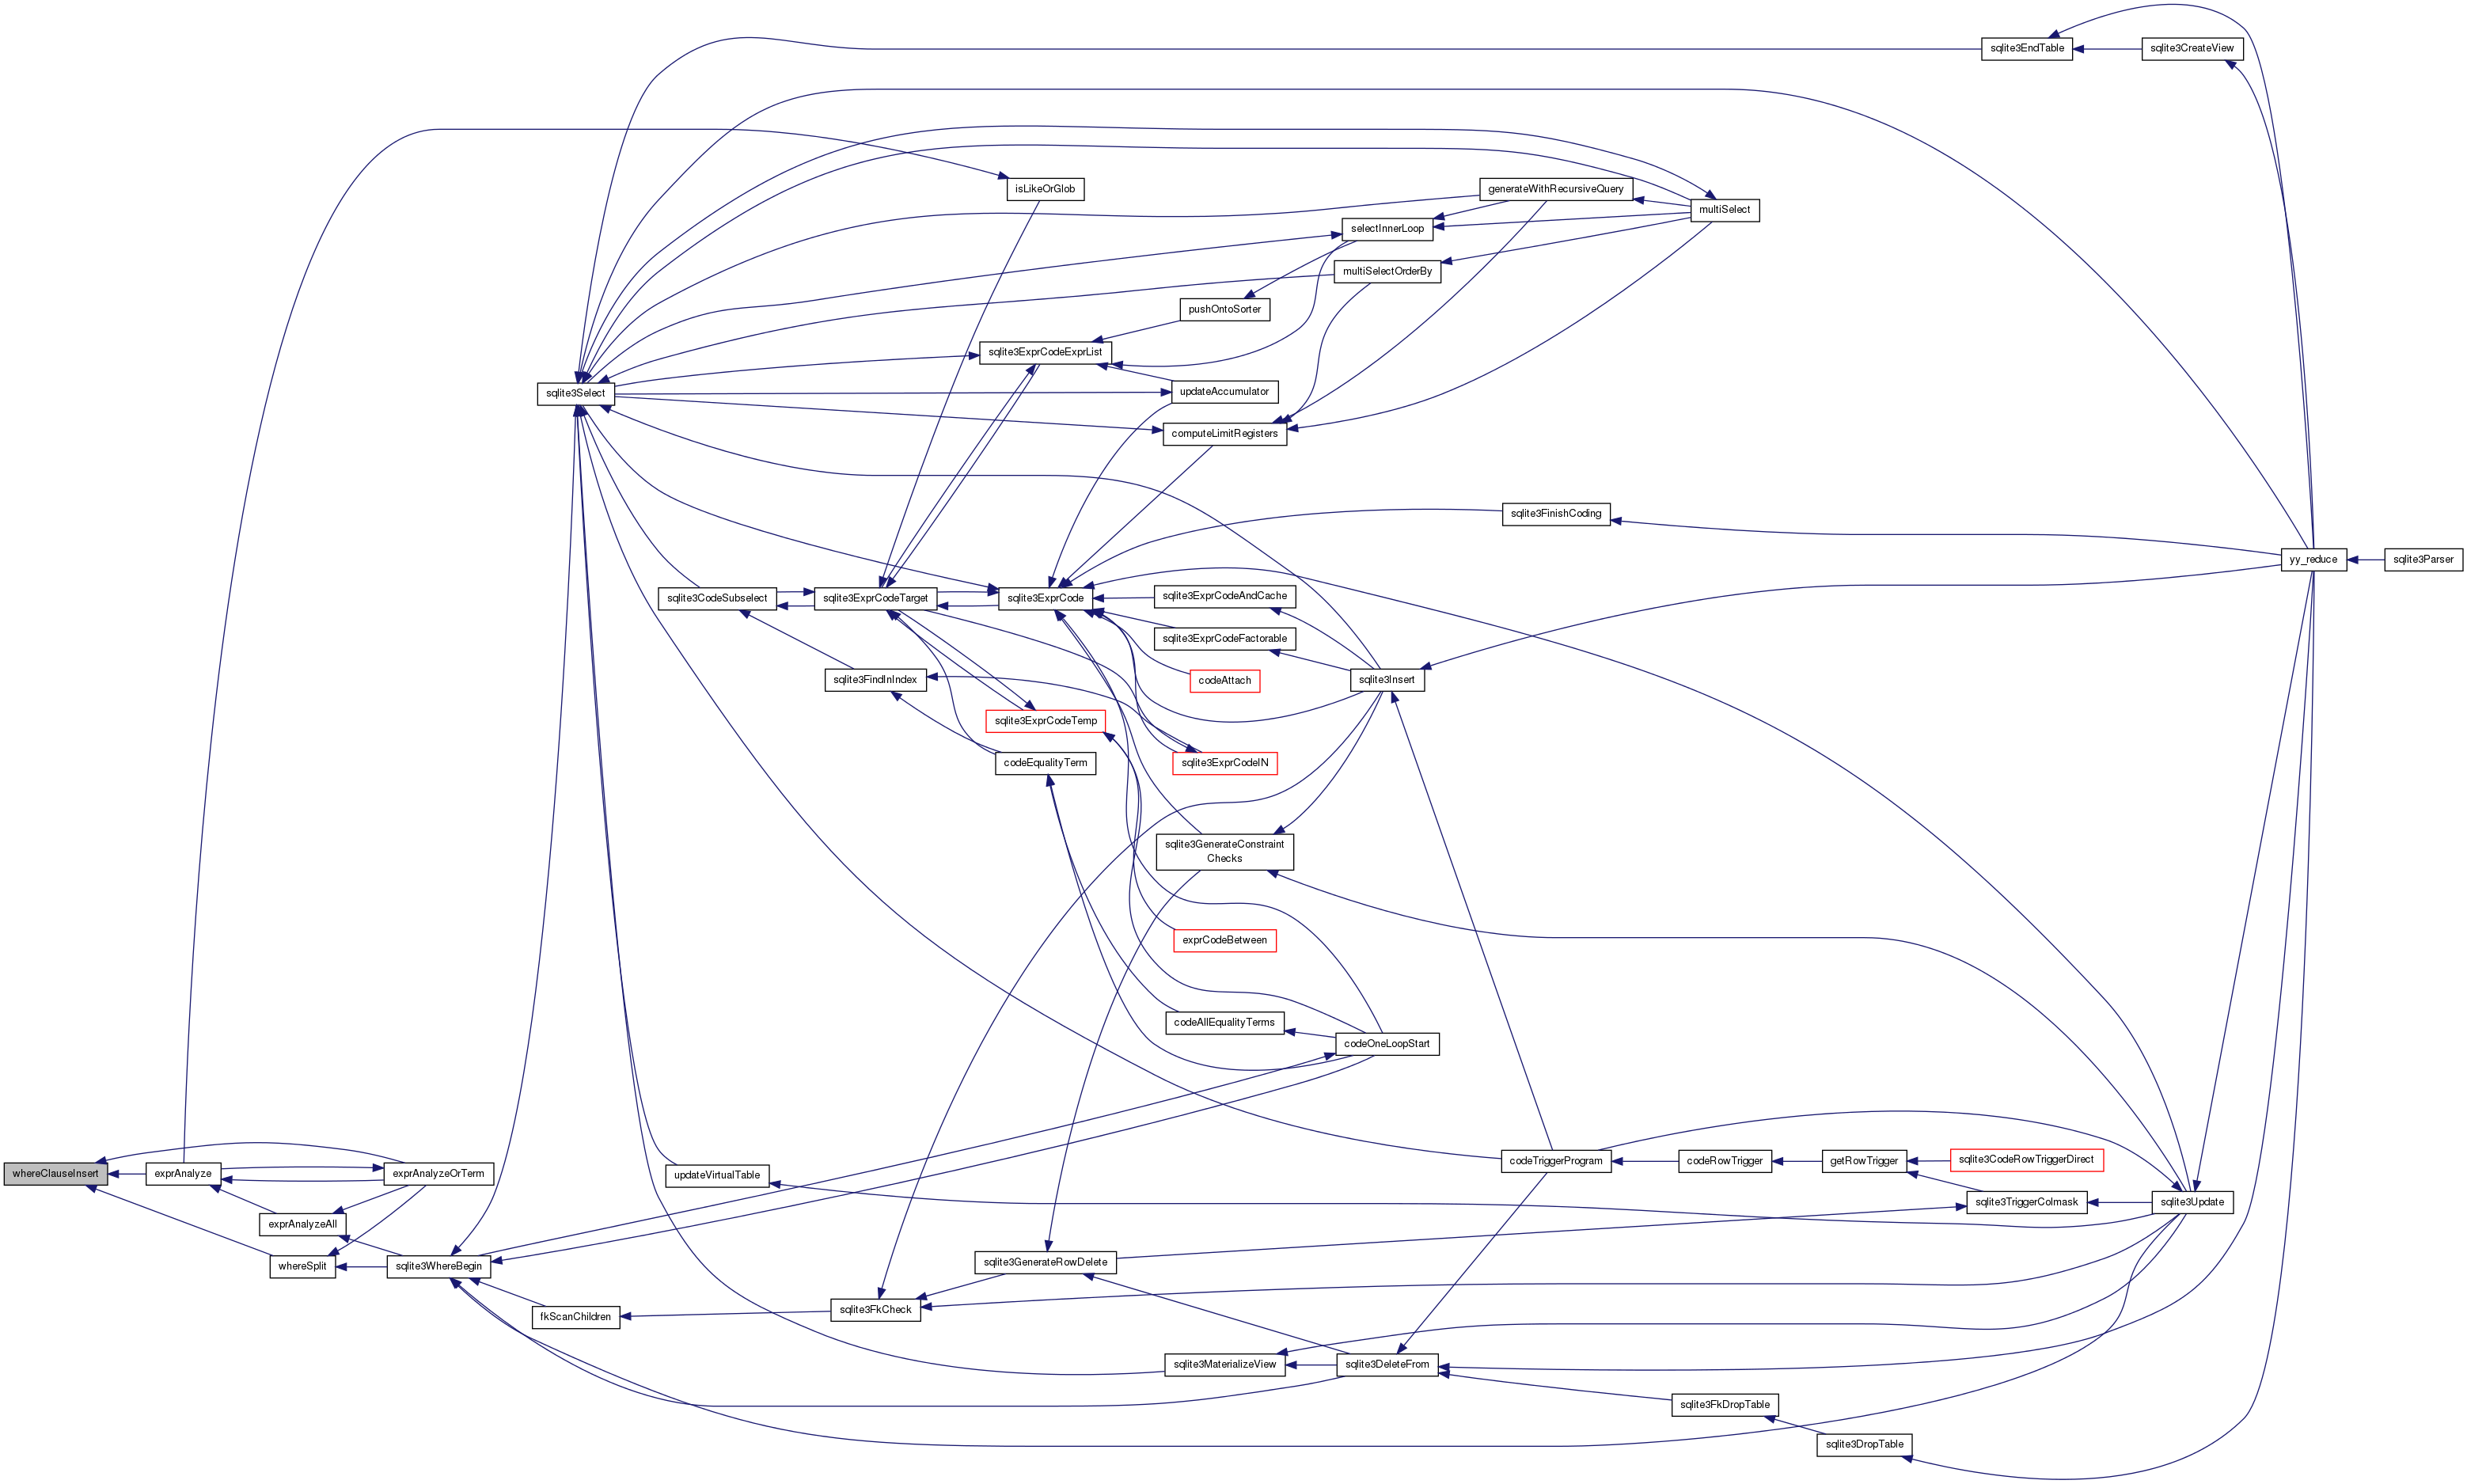 sqlite3EndTable
sqlite3CreateView
isLikeOrGlob
generateWithRecursiveQuery
multiSelect
selectInnerLoop
multiSelectOrderBy
pushOntoSorter
sqlite3ExprCodeExprList
sqlite3Select
updateAccumulator
computeLimitRegisters
sqlite3FinishCoding
yy_reduce
sqlite3Parser
sqlite3CodeSubselect
sqlite3ExprCodeTarget
sqlite3ExprCode
sqlite3ExprCodeAndCache
sqlite3ExprCodeFactorable
sqlite3FindInIndex
codeAttach
sqlite3Insert
sqlite3ExprCodeTemp
codeEqualityTerm
sqlite3ExprCodeIN
sqlite3GenerateConstraint
Checks
exprCodeBetween
codeAllEqualityTerms
codeOneLoopStart
whereClauseInsert
exprAnalyze
exprAnalyzeOrTerm
updateVirtualTable
codeTriggerProgram
codeRowTrigger
getRowTrigger
sqlite3CodeRowTriggerDirect
sqlite3TriggerColmask
sqlite3Update
exprAnalyzeAll
whereSplit
sqlite3WhereBegin
sqlite3GenerateRowDelete
fkScanChildren
sqlite3FkCheck
sqlite3MaterializeView
sqlite3DeleteFrom
sqlite3FkDropTable
sqlite3DropTable